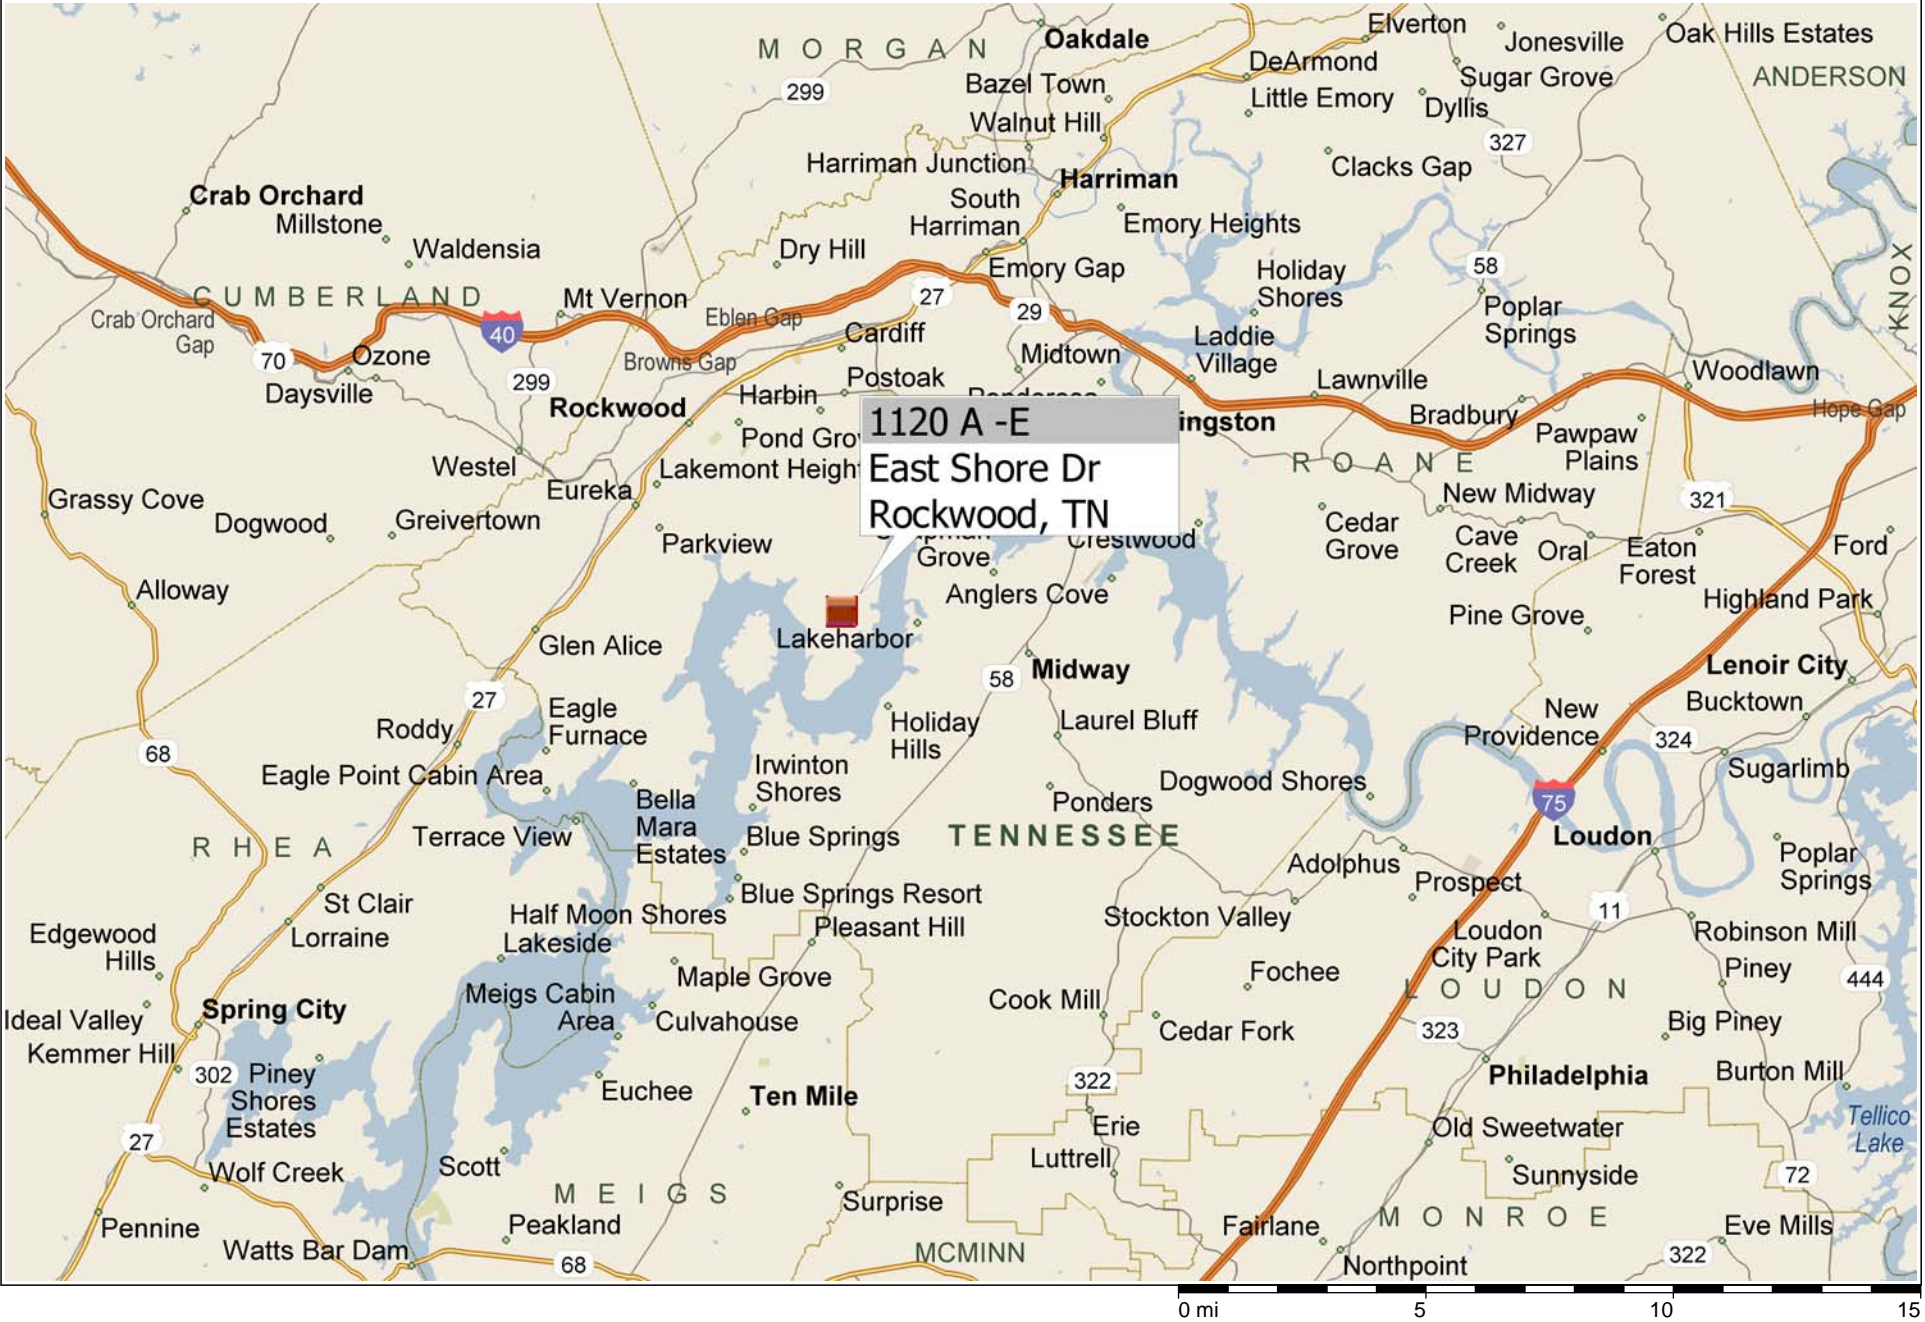 MORGAN
Oakdale
Elverton
Jonesville
Oak Hills Estates
DeArmond
Sugar Grove
ANDERSON
Bazel Town
299
Little Emory
Dyllis
Walnut Hill
327
Harriman Junction
Clacks Gap
Harriman
Crab Orchard
South
Harriman
Millstone
Emory Heights
Waldensia
Dry Hill
Emory Gap
58
Holiday
Shores
KNOX
CUMBERLAND
Mt Vernon
27
29
Poplar
Springs
Crab Orchard
Gap
40
Eblen Gap
Cardiff
Laddie
Village
70
Ozone
Browns Gap
Midtown
Woodlawn
Daysville
299
Harbin
Postoak
Lawnville
Rockwood
Hope Gap
1120 A -E
East Shore Dr
Rockwood, TN
ingston
Bradbury
Pond Gro
Pawpaw
Plains
Westel
Lakemont Height
ROANE
Eureka
Grassy Cove
New Midway
321
Dogwood
Greivertown
Cedar
Grove
Cave
Creek
Oral
Eaton
Forest
Ford
Parkview
Grove
Crestwood
Alloway
Anglers Cove
Highland Park
Pine Grove
Glen Alice
Lakeharbor
58
Midway
Lenoir City
27
Bucktown
Roddy
Eagle
Furnace
Holiday
Hills
Laurel Bluff
New
Providence
324
68
Eagle Point Cabin Area
Irwinton
Shores
Dogwood Shores
Sugarlimb
Bella
Mara
Estates
Ponders
75
Terrace View
Blue Springs
TENNESSEE
Loudon
RHEA
Adolphus
Poplar
Springs
Prospect
St Clair
Blue Springs Resort
Half Moon Shores
Stockton Valley
11
Lorraine
Lakeside
Pleasant Hill
Edgewood
Hills
Loudon
City Park
Robinson Mill
Maple Grove
Fochee
Piney
444
Meigs Cabin
Area
LOUDON
Spring City
Cook Mill
Ideal Valley
Culvahouse
Cedar Fork
323
Big Piney
Kemmer Hill
302
Piney
Shores
Estates
Philadelphia
Burton Mill
Euchee
322
Ten Mile
Tellico
Lake
27
Erie
Old Sweetwater
Luttrell
Wolf Creek
Scott
Sunnyside
72
MEIGS
Surprise
Pennine
Peakland
MONROE
Fairlane
Eve Mills
Watts Bar Dam
68
MCMINN
322
Northpoint
0 mi
5
10
15